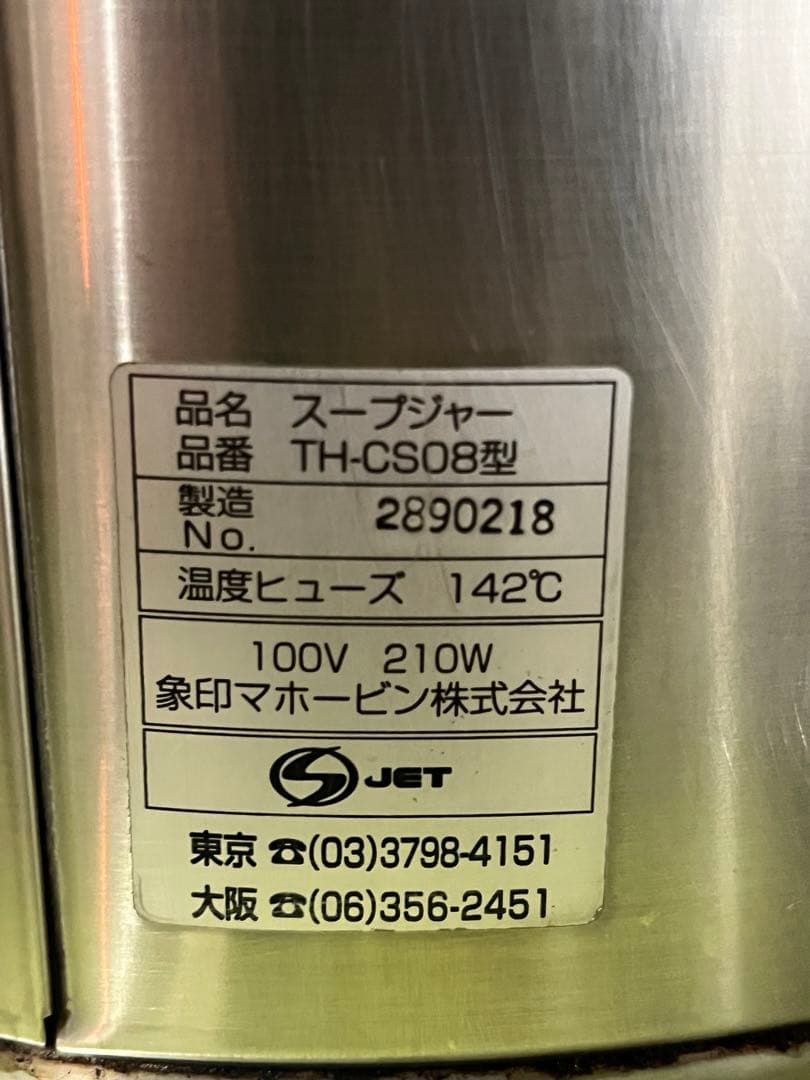 品名 スープジャー
品番 TH-CS08型
製造 No. 2890218
温度ヒューズ 142℃
100V 210W
象印マホービン株式会社
JET
東京 ☎(03)3798-4151
大阪 ☎(06)356-2451